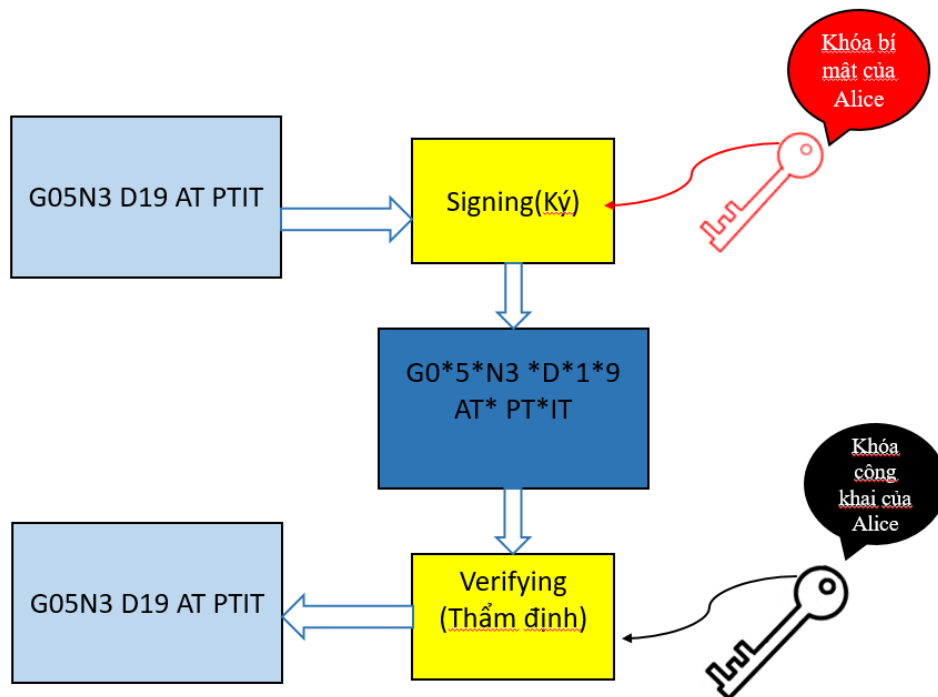 Khóa bí
mật của
Alice
G05N3 D19 AT PTIT
Signing(Ký)
G0*5*N3 *D*1*9
AT* PT*IT
Khóa
công
khai của
Alice
G05N3 D19 AT PTIT
Verifying
(Thẩm định)